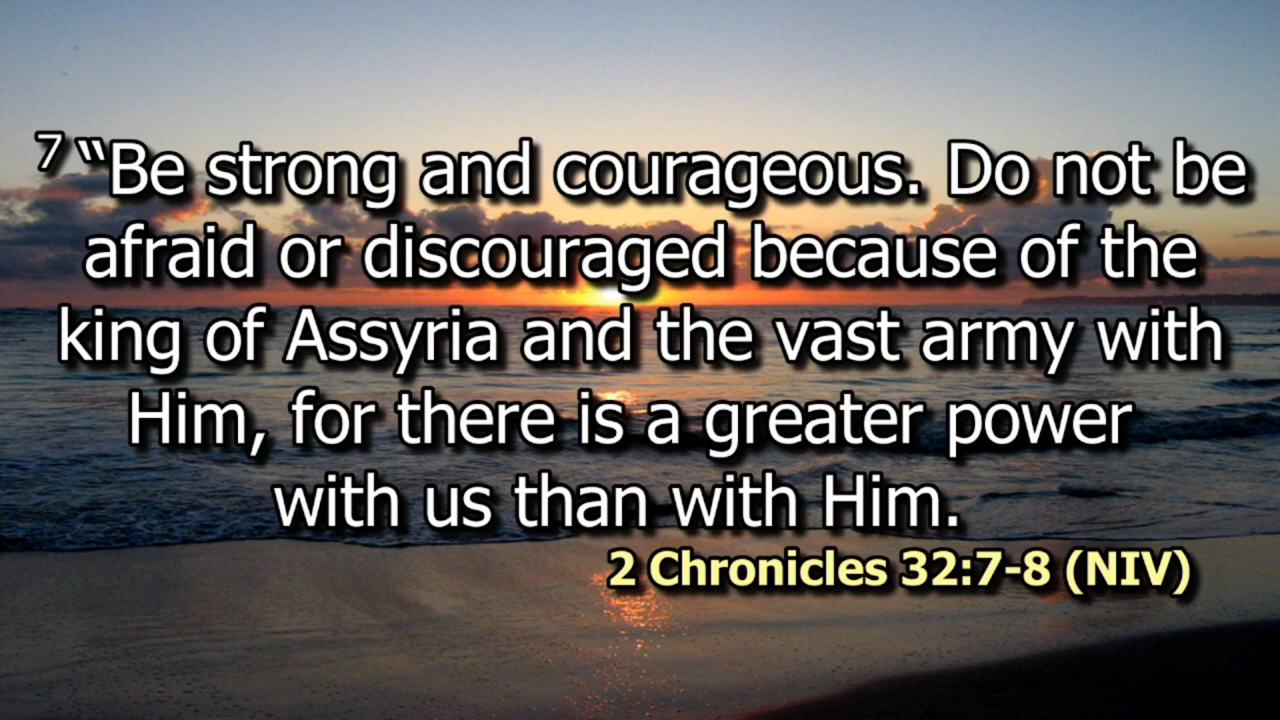 7 “Be strong and courageous. Do not be
afraid or discouraged because of the
king of Assyria and the vast army with
Him, for there is a greater power
with us than with Him.
2 Chronicles 32:7-8 (NIV)